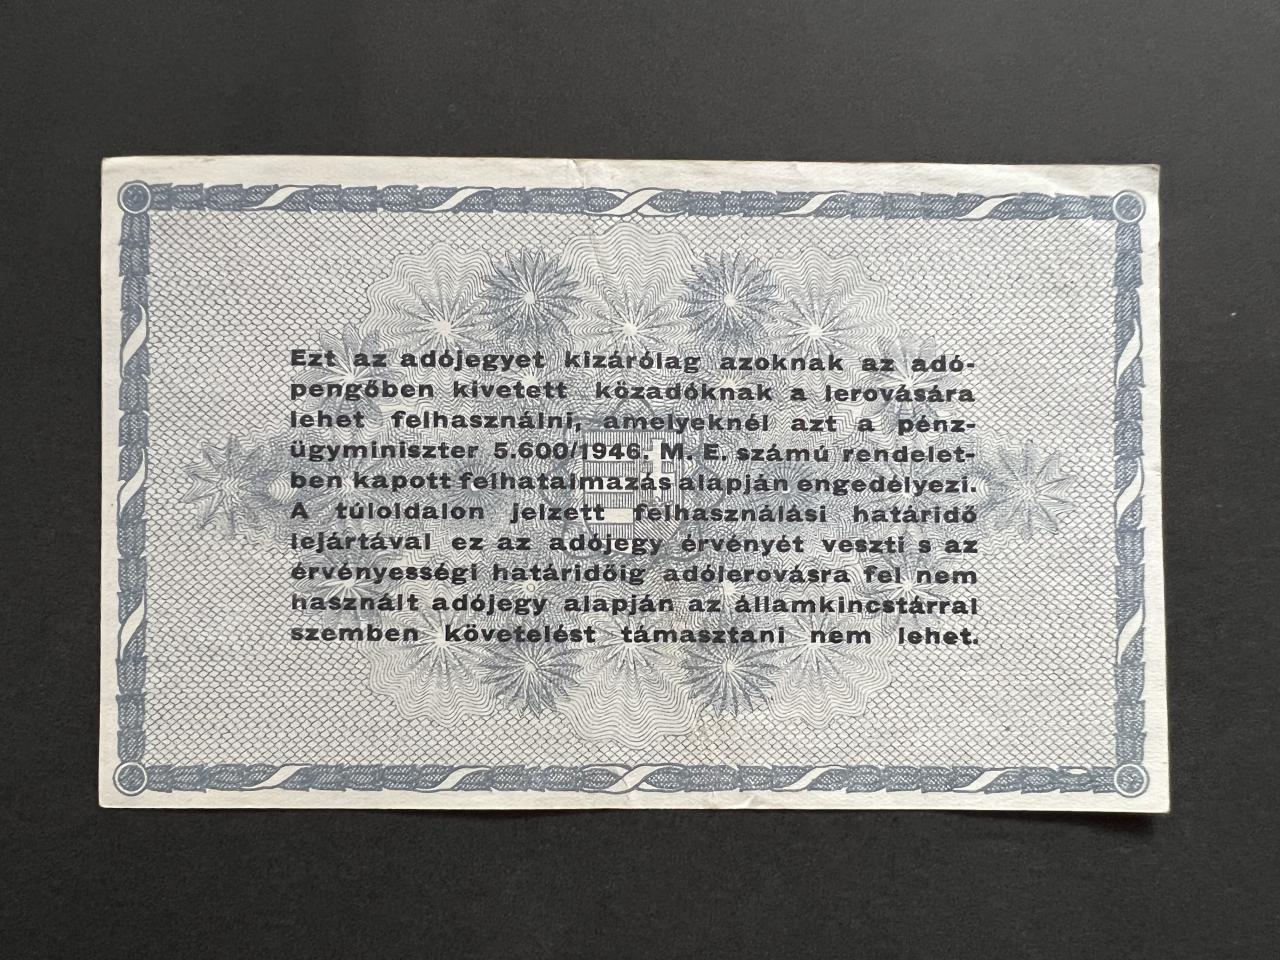 Ezt az adójegyet kizárólag azoknak az adó-
pengőben kivetett közadóknak a lerovására
lehet felhasználni, amelyeknél azt a pénz-
ügyminiszter 5.600/1946. M. E. számú rendelet-
ben kapott felhatalmazás alapján engedélyezi.
A túloldalon jelzett felhasználási határidő
lejártával ez az adójegy érvényét veszti s az
érvényességi határidőig adólerovásra fel nem
használt adójegy alapján az államkincstárral
szemben követelést támasztani nem lehet.